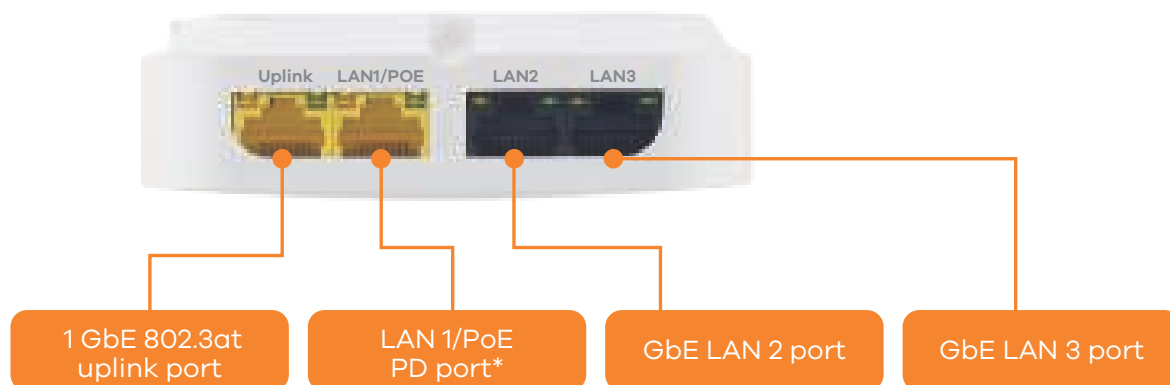 Uplink LAN1/POE LAN2 LAN3
1 GbE 802.3at
uplink port
LAN 1/PoE
PD port*
GbE LAN 2 port
GbE LAN 3 port